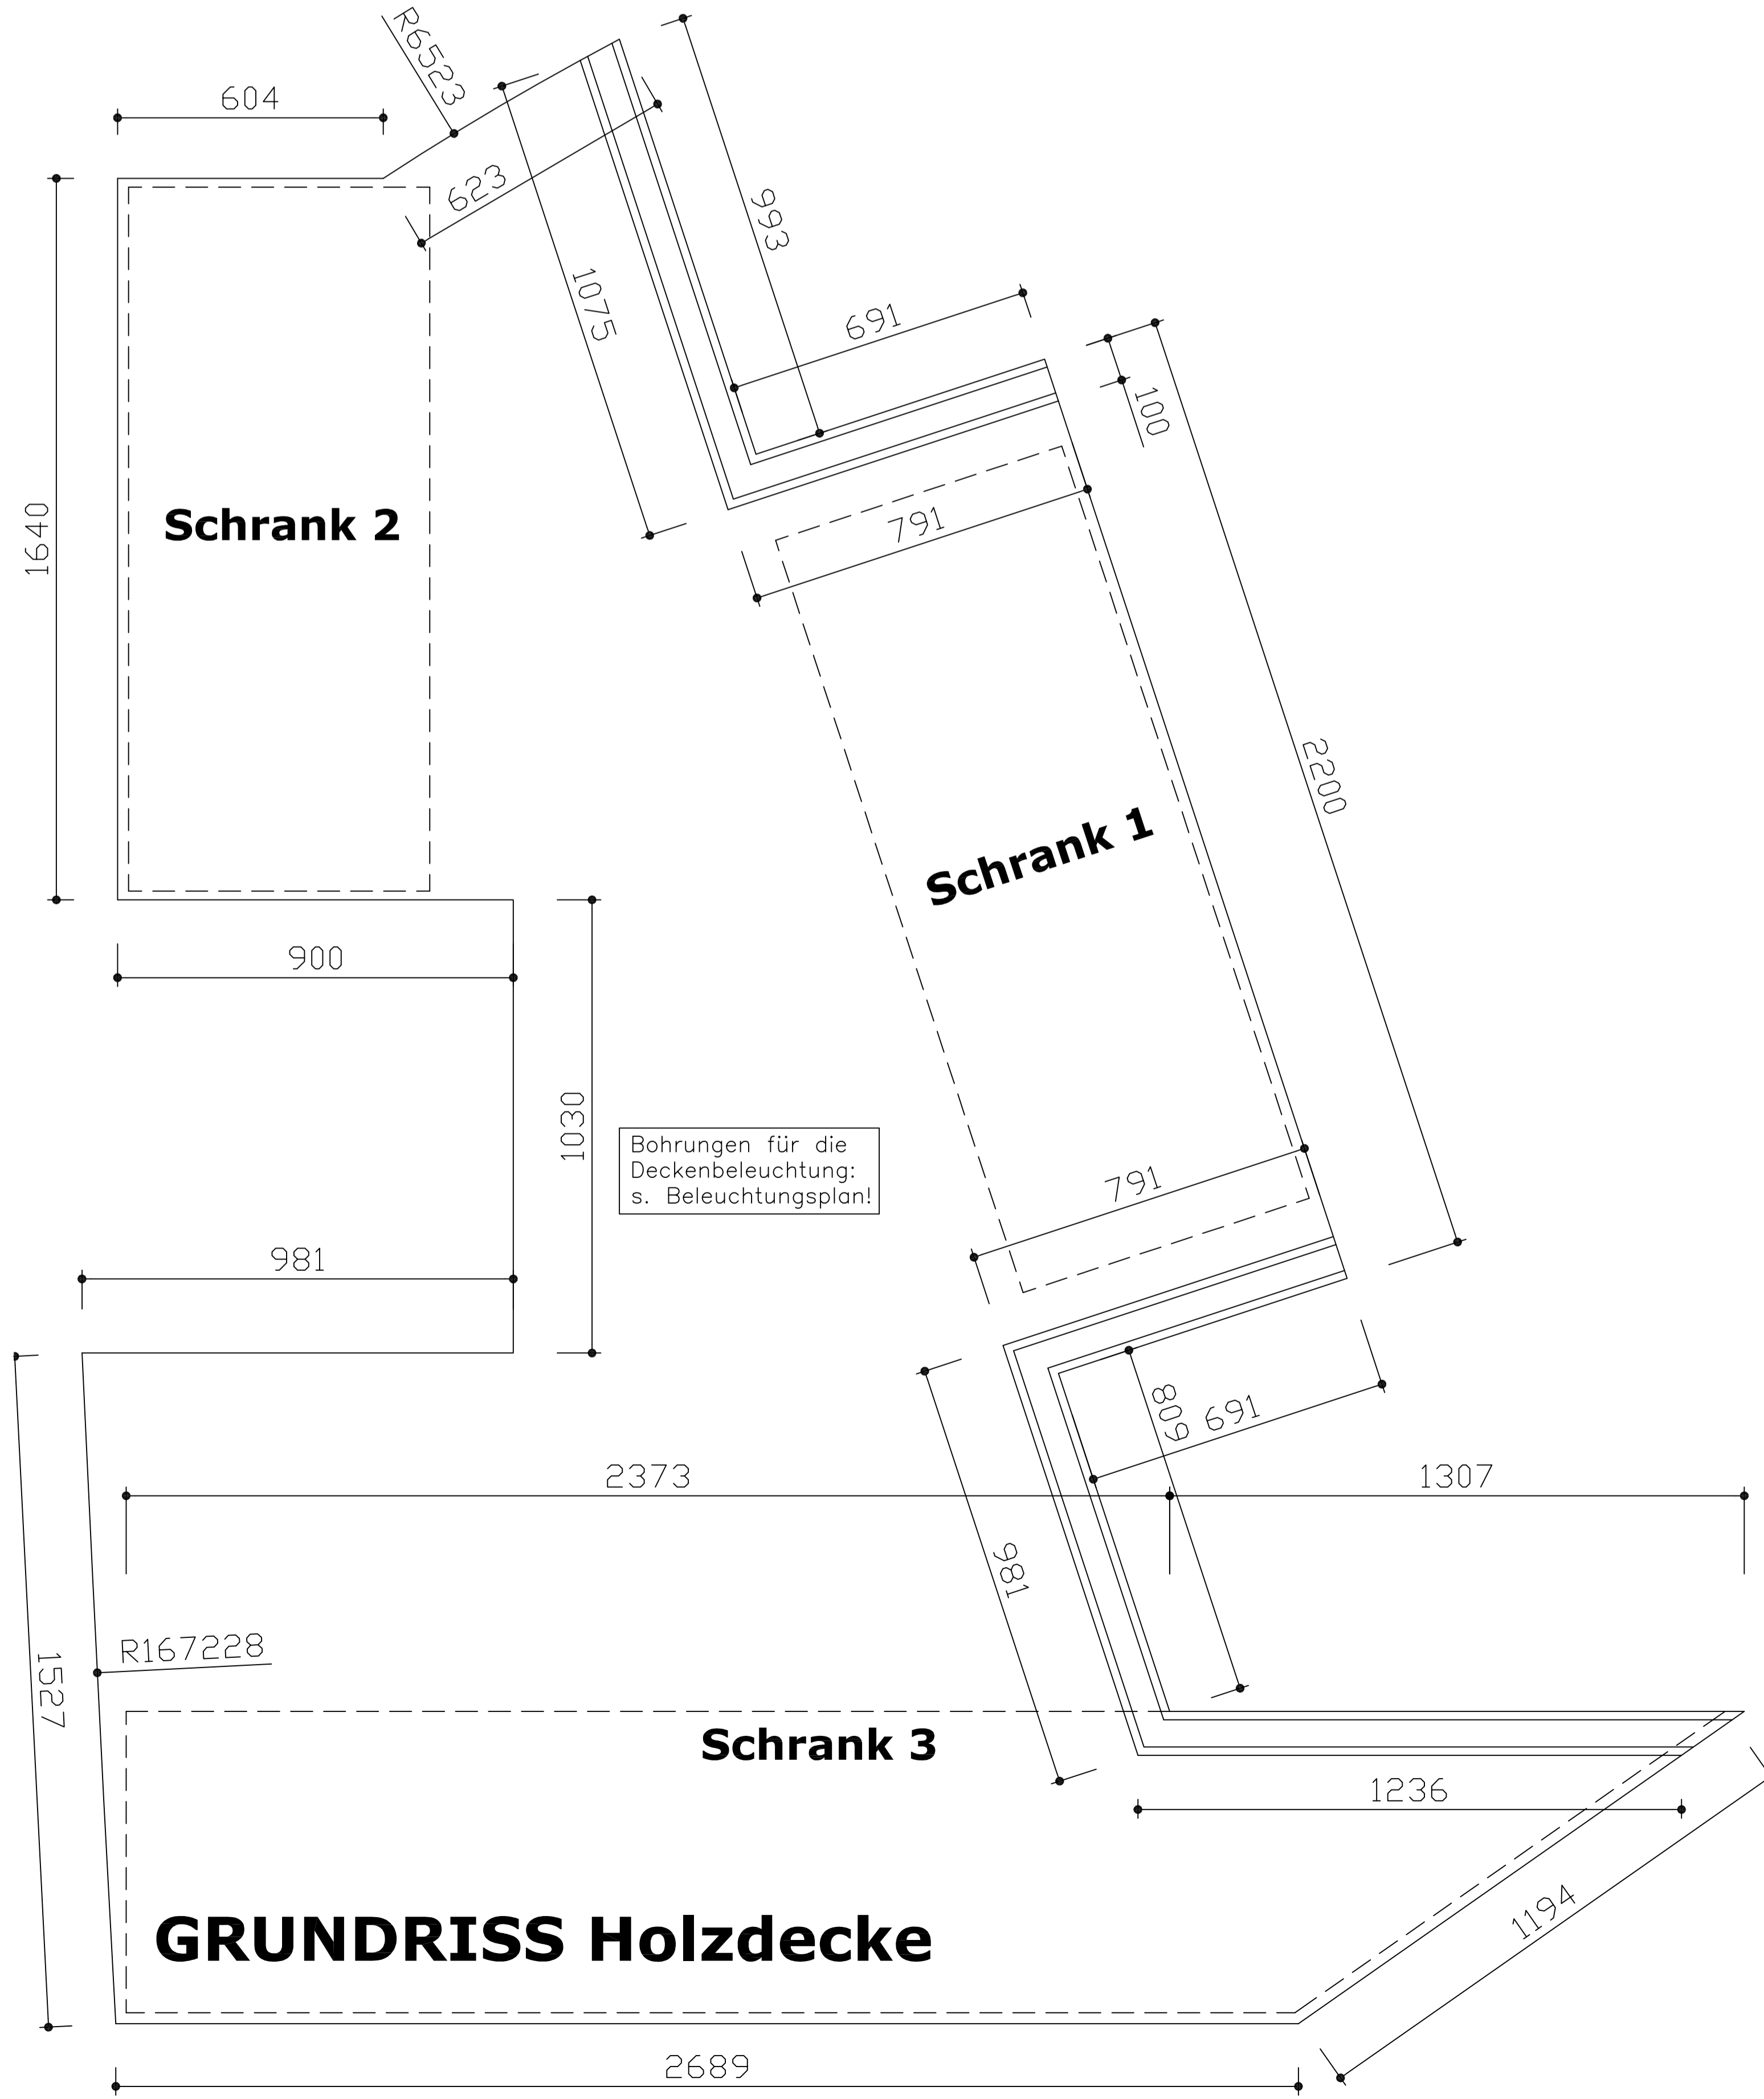 R6523
604
623
993
1075
691
100
1640
Schrank 2
791
2200
Schrank 1
900
1030
Bohrungen für die
Deckenbeleuchtung:
s. Beleuchtungsplan!
791
981
809
691
2373
1307
981
R167228
1527
Schrank 3
1236
1194
GRUNDRISS Holzdecke
2689